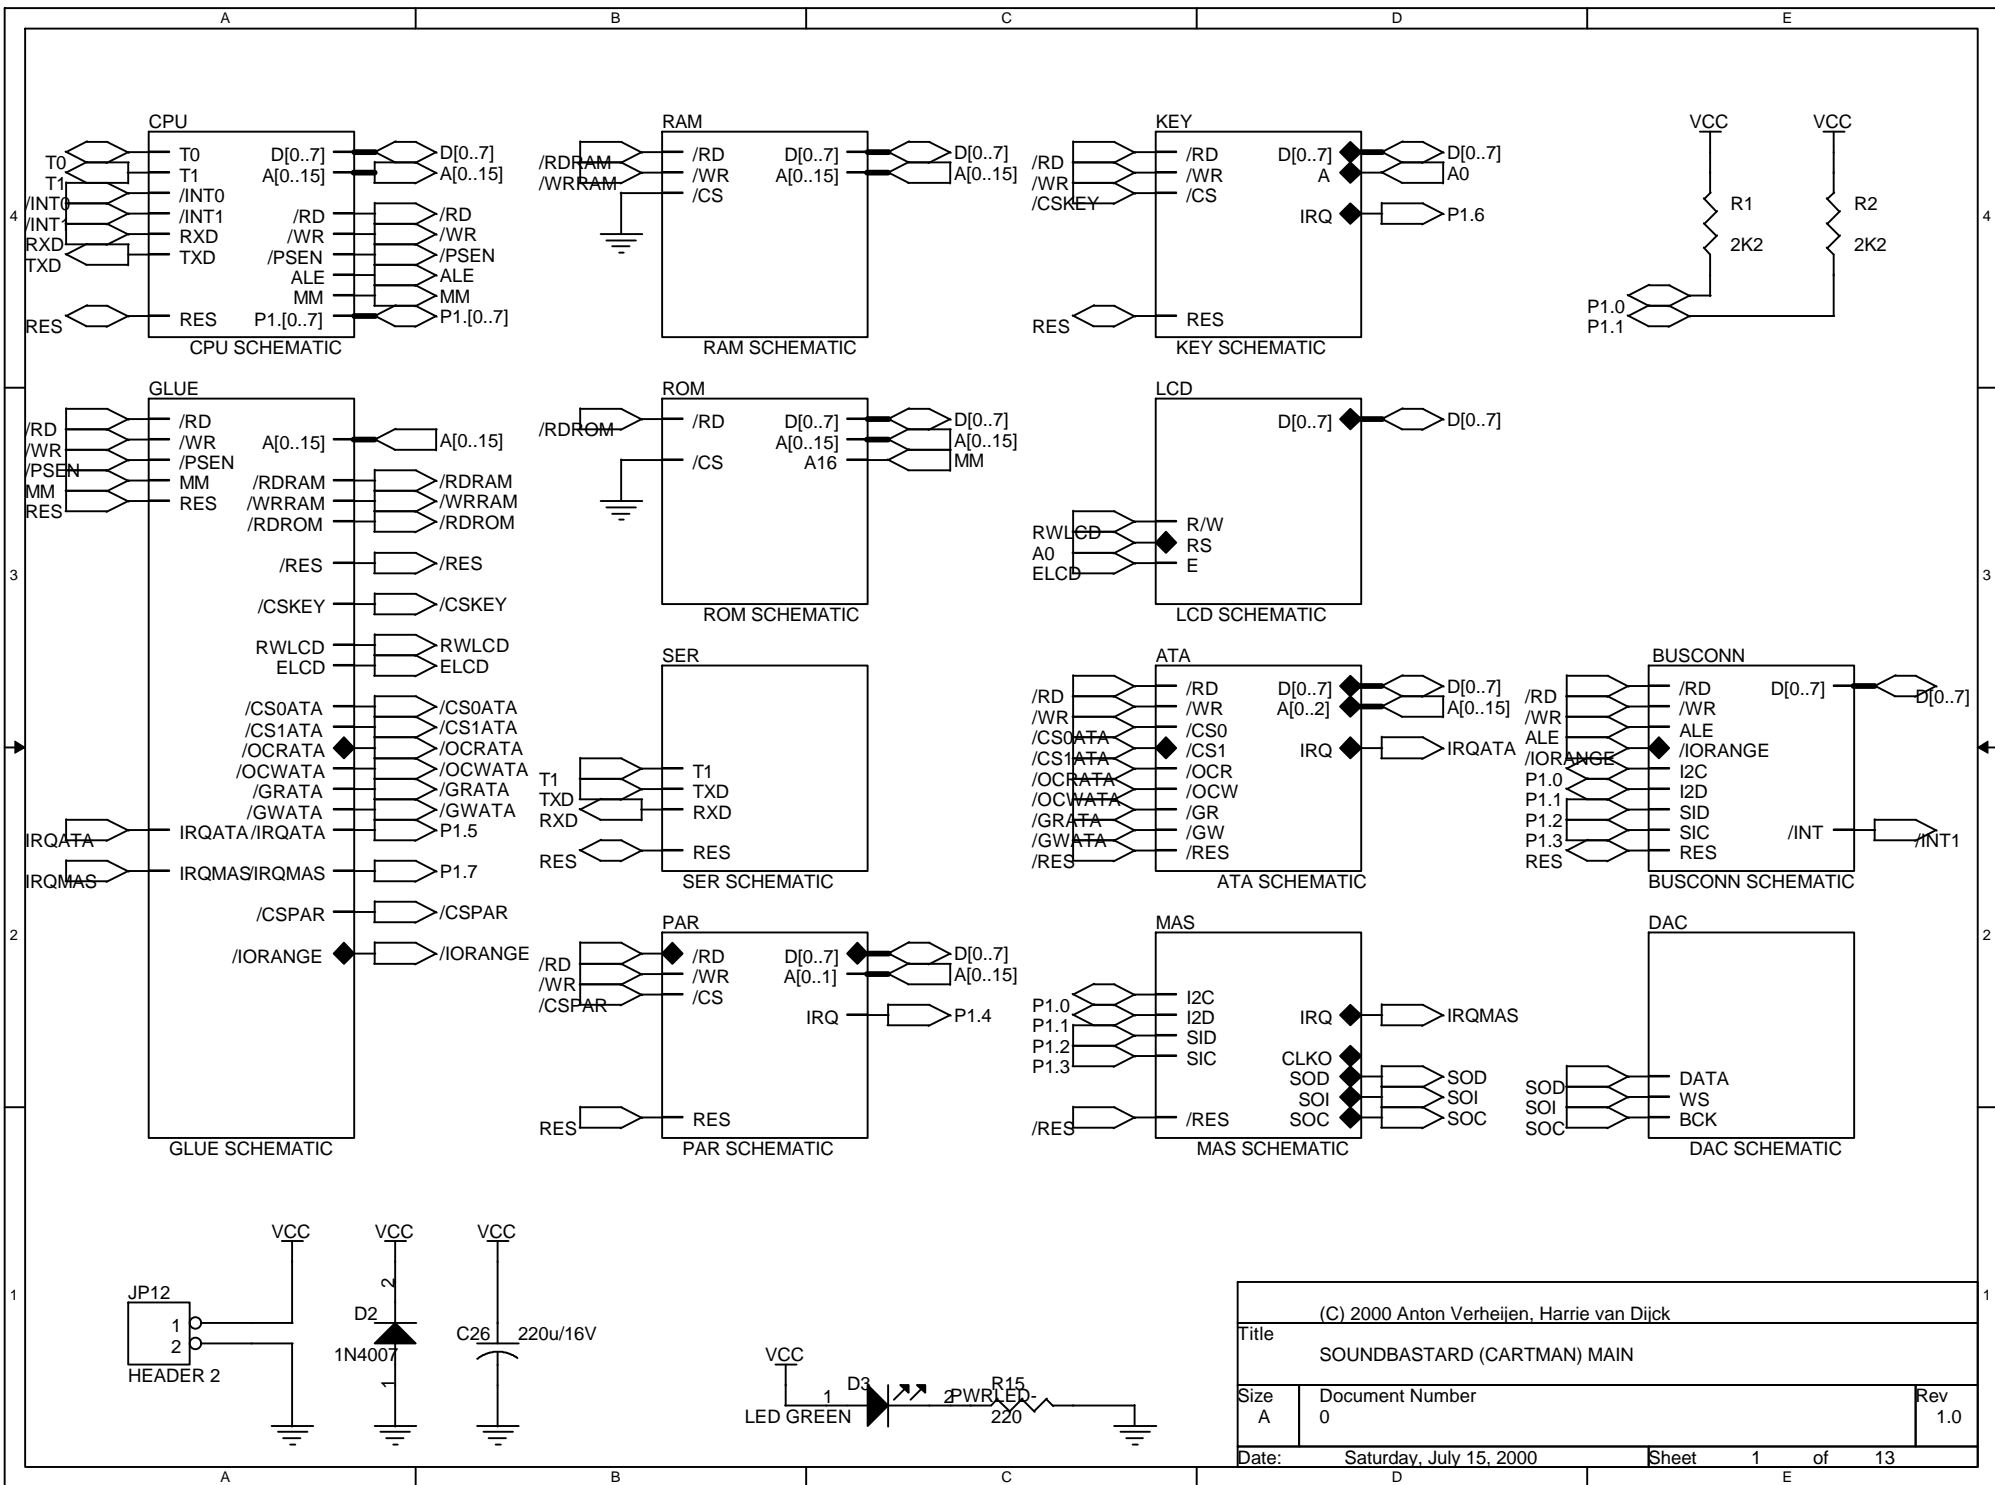 A B C D E
4 4
3 3
2 2
1 1
CPU
T0
T1
/INT0
/INT1
RXD
TXD
RES
T0
T1
/INT0
/INT1
RXD
TXD
RES
D[0..7]
A[0..15]
/RD
/WR
/PSEN
ALE
MM
P1.[0..7]
D[0..7]
A[0..15]
/RD
/WR
/PSEN
ALE
MM
P1.[0..7]
CPU SCHEMATIC
RAM
/RDRAM
/WRRAM
/RD
/WR
/CS
D[0..7]
A[0..15]
D[0..7]
A[0..15]
RAM SCHEMATIC
KEY
/RD
/WR
/CSKEY
RES
/RD
/WR
/CS
RES
D[0..7]
A
IRQ
D[0..7]
A0
P1.6
KEY SCHEMATIC
VCC
VCC
R1
2K2
R2
2K2
P1.0
P1.1
GLUE
/RD
/WR
/PSEN
MM
RES
IRQATA
IRQMAS
/RD
/WR
/PSEN
MM
RES
IRQATA
IRQMAS
A[0..15]
/RDRAM
/WRRAM
/RDROM
/RES
/CSKEY
RWLCD
ELCD
/CS0ATA
/CS1ATA
/OCRATA
/OCWATA
/GRATA
/GWATA
/IRQATA
/IRQMAS
/CSPAR
/IORANGE
A[0..15]
/RDRAM
/WRRAM
/RDROM
/RES
/CSKEY
RWLCD
ELCD
/CS0ATA
/CS1ATA
/OCRATA
/OCWATA
/GRATA
/GWATA
P1.5
P1.7
/CSPAR
/IORANGE
GLUE SCHEMATIC
ROM
/RDROM
/RD
/CS
D[0..7]
A[0..15]
A16
D[0..7]
A[0..15]
MM
ROM SCHEMATIC
LCD
RWLCD
A0
ELCD
R/W
RS
E
D[0..7]
D[0..7]
LCD SCHEMATIC
SER
T1
TXD
RXD
RES
T1
TXD
RXD
RES
SER SCHEMATIC
ATA
/RD
/WR
/CS0ATA
/CS1ATA
/OCRATA
/OCWATA
/GRATA
/GWATA
/RES
/RD
/WR
/CS0
/CS1
/OCR
/OCW
/GR
/GW
/RES
D[0..7]
A[0..2]
IRQ
D[0..7]
A[0..15]
IRQATA
ATA SCHEMATIC
BUSCONN
/RD
/WR
ALE
/IORANGE
P1.0
P1.1
P1.2
P1.3
RES
/RD
/WR
ALE
/IORANGE
I2C
I2D
SID
SIC
RES
D[0..7]
/INT
D[0..7]
/INT1
BUSCONN SCHEMATIC
PAR
/RD
/WR
/CSPAR
RES
/RD
/WR
/CS
RES
D[0..7]
A[0..1]
IRQ
D[0..7]
A[0..15]
P1.4
PAR SCHEMATIC
MAS
P1.0
P1.1
P1.2
P1.3
/RES
I2C
I2D
SID
SIC
/RES
IRQ
CLKO
SOD
SOI
SOC
IRQMAS
SOD
SOI
SOC
MAS SCHEMATIC
DAC
SOD
SOI
SOC
DATA
WS
BCK
DAC SCHEMATIC
VCC
JP12
1
2
HEADER 2
VCC
2
D2
1N4007
1
VCC
C26
220u/16V
VCC
D3
1
LED GREEN
2
PWRLED-
R15
220
(C) 2000 Anton Verheijen, Harrie van Dijck
Title
SOUNDBASTARD (CARTMAN) MAIN
Size
A
Document Number
0
Rev
1.0
Date: Saturday, July 15, 2000 Sheet 1 of 13
A B C D E